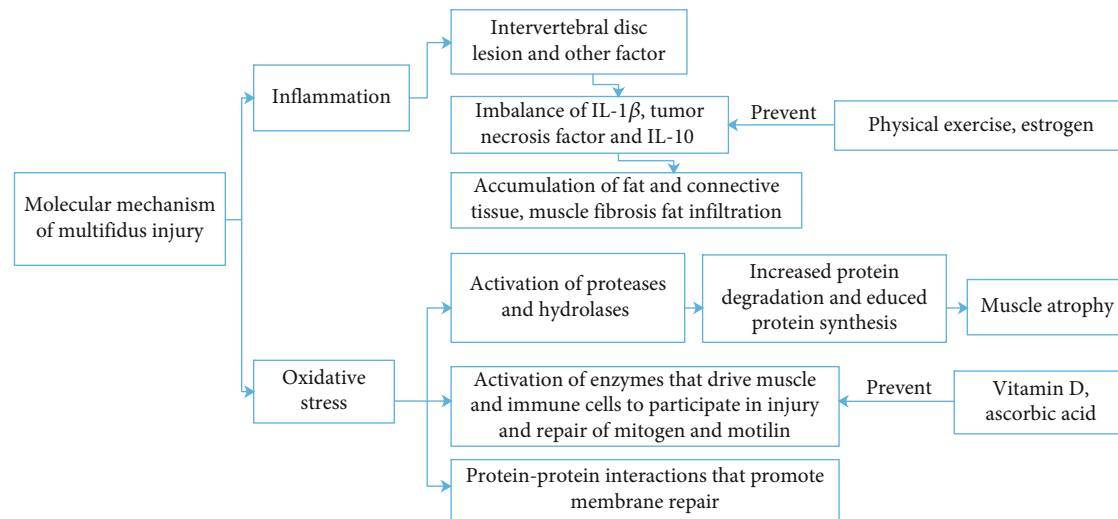 Molecular mechanism
of multifidus injury
Inflammation
Intervertebral disc
lesion and other factor
Imbalance of IL-1β, tumor
necrosis factor and IL-10
Prevent
Physical exercise, estrogen
Accumulation of fat and connective
tissue, muscle fibrosis fat infiltration
Oxidative
stress
Activation of proteases
and hydrolases
Increased protein
degradation and educed
protein synthesis
Muscle atrophy
Activation of enzymes that drive muscle
and immune cells to participate in injury
and repair of mitogen and motilin
Prevent
Vitamin D,
ascorbic acid
Protein-protein interactions that promote
membrane repair